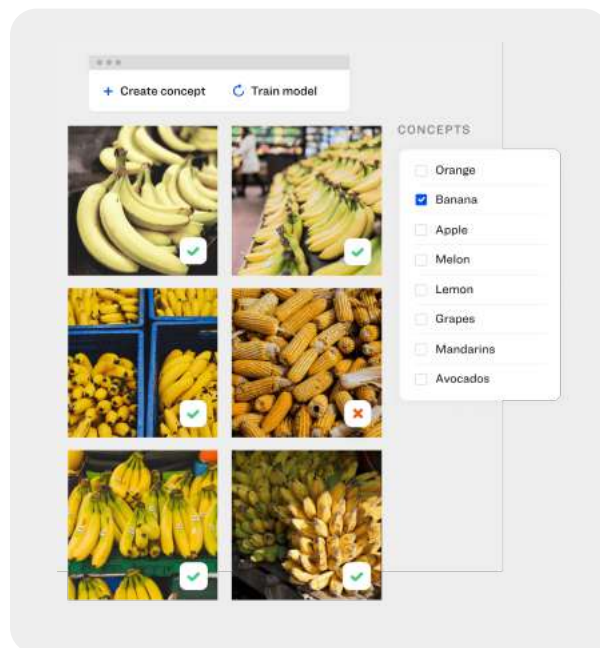 + Create concept
Train model
CONCEPTS
Orange
Banana
Apple
Melon
Lemon
Grapes
Mandarins
Avocados